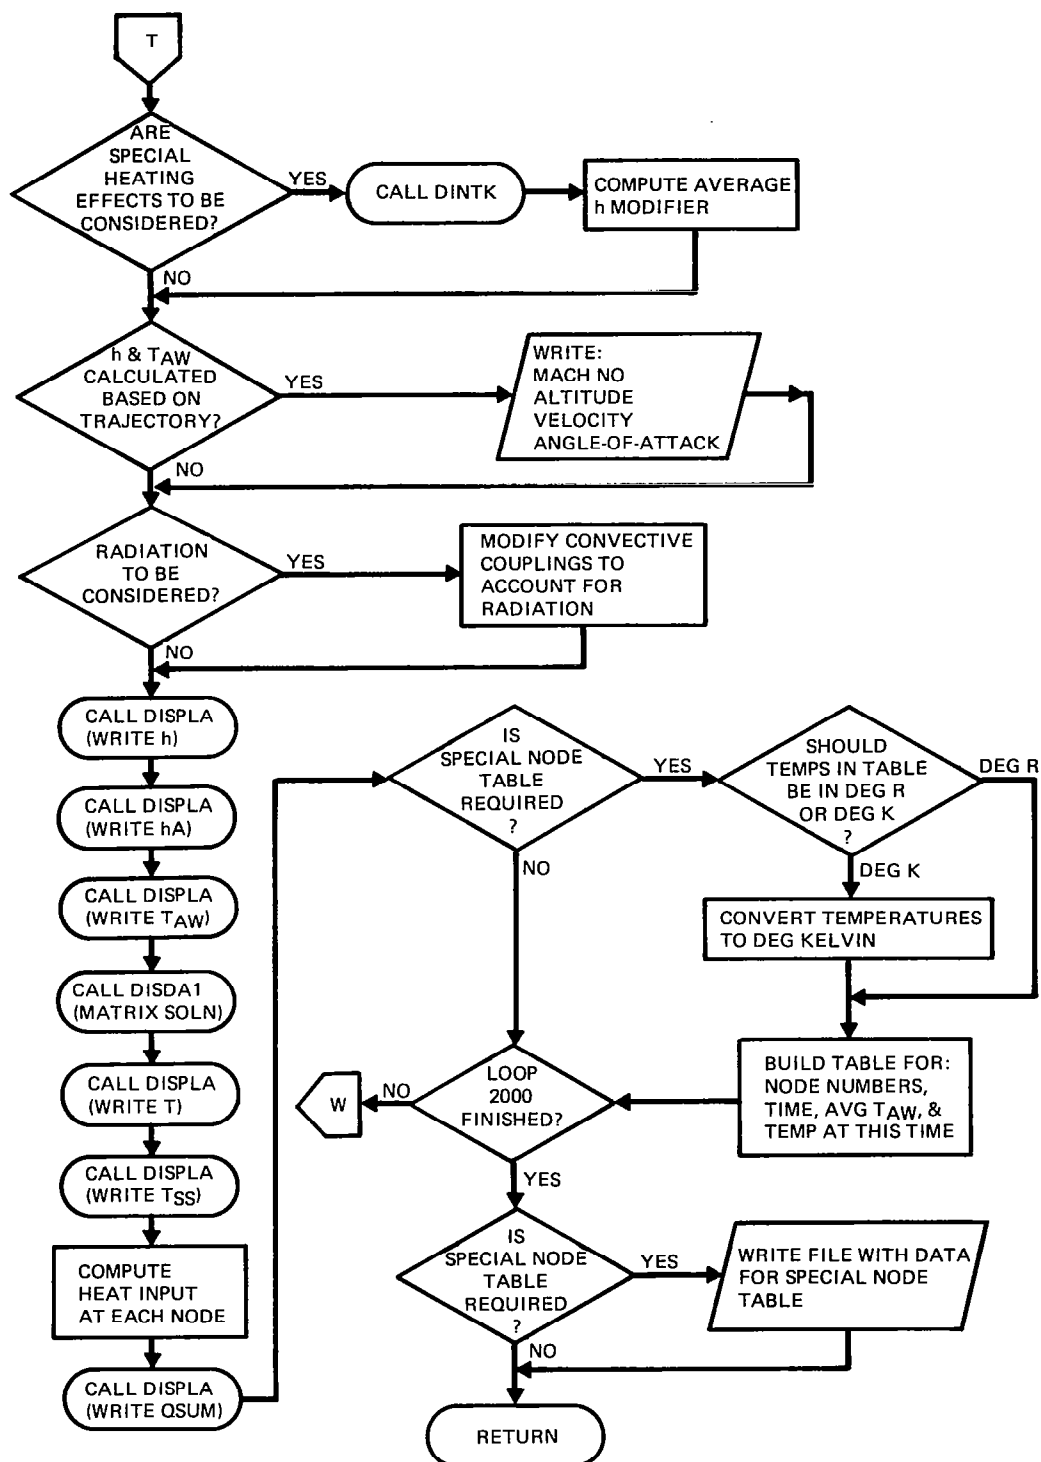 T
ARE
SPECIAL
HEATING
EFFECTS TO BE
CONSIDERED?
YES
CALL DINTK
COMPUTE AVERAGE
h MODIFIER
NO
h & TAW
CALCULATED
BASED ON
TRAJECTORY?
YES
WRITE:
MACH NO
ALTITUDE
VELOCITY
ANGLE-OF-ATTACK
NO
RADIATION
TO BE
CONSIDERED?
YES
MODIFY CONVECTIVE
COUPLINGS TO
ACCOUNT FOR
RADIATION
NO
CALL DISPLA
(WRITE h)
CALL DISPLA
(WRITE hA)
CALL DISPLA
(WRITE TAW)
CALL DISDA1
(MATRIX SOLN)
CALL DISPLA
(WRITE T)
CALL DISPLA
(WRITE TSS)
COMPUTE
HEAT INPUT
AT EACH NODE
CALL DISPLA
(WRITE QSUM)
IS
SPECIAL NODE
TABLE
REQUIRED
?
YES
SHOULD
TEMPS IN TABLE
BE IN DEG R
OR DEG K
?
DEG R
DEG K
CONVERT TEMPERATURES
TO DEG KELVIN
BUILD TABLE FOR:
NODE NUMBERS,
TIME, AVG TAW, &
TEMP AT THIS TIME
NO
LOOP
2000
FINISHED?
NO
W
YES
IS
SPECIAL NODE
TABLE
REQUIRED
?
YES
WRITE FILE WITH DATA
FOR SPECIAL NODE
TABLE
NO
RETURN